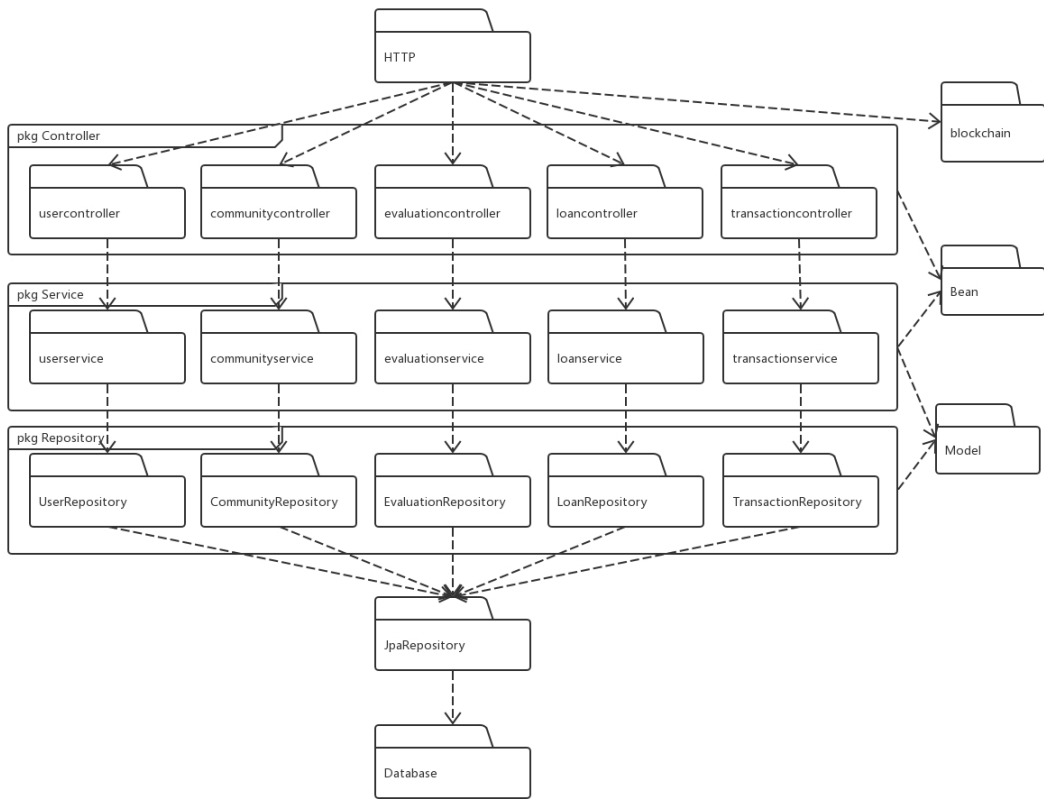 HTTP
blockchain
pkg Controller
usercontroller
communitycontroller
evaluationcontroller
loancontroller
transactioncontroller
Bean
pkg Service
userservice
communityservice
evaluationservice
loanservice
transactionservice
Model
pkg Repository
UserRepository
CommunityRepository
EvaluationRepository
LoanRepository
TransactionRepository
JpaRepository
Database